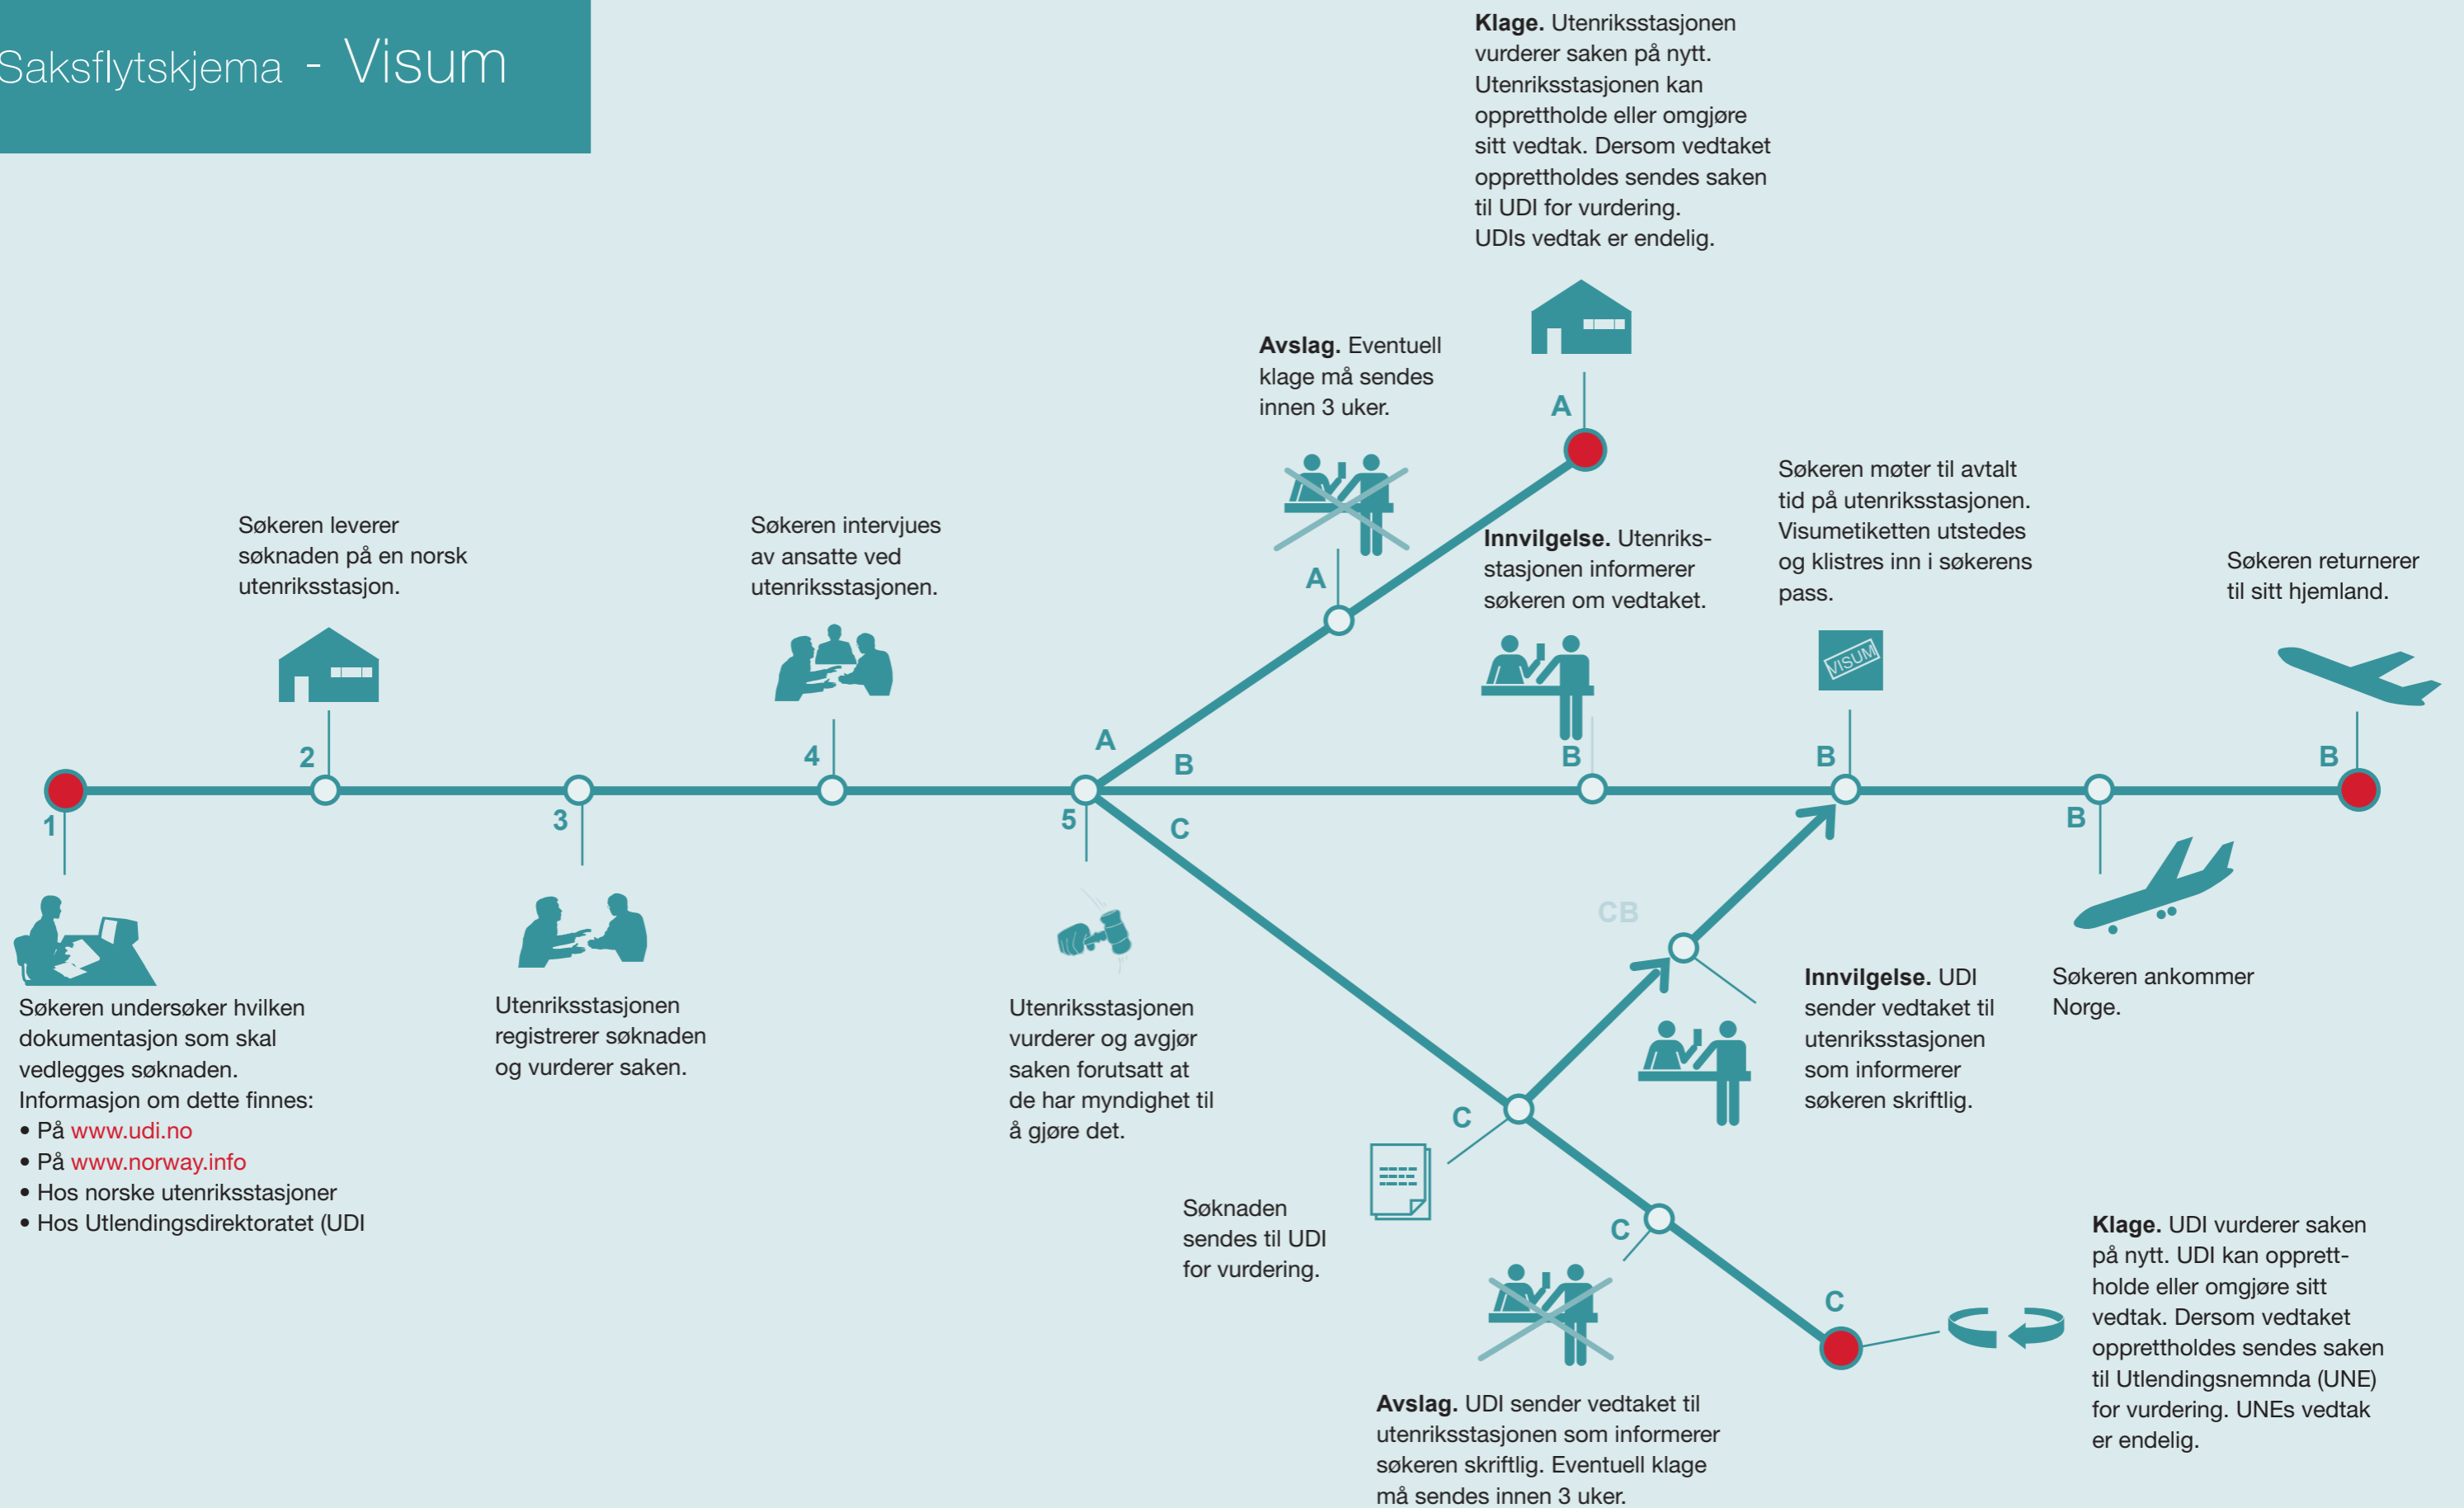 Saksflytskjema - Visum
Klage. Utenriksstasjonen
vurderer saken på nytt.
Utenriksstasjonen kan
opprettholde eller omgjøre
sitt vedtak. Dersom vedtaket
opprettholdes sendes saken
til UDI for vurdering.
UDIs vedtak er endelig.
Avslag. Eventuell
klage må sendes
innen 3 uker.
A
A
Søkeren leverer
søknaden på en norsk
utenriksstasjon.
Søkeren intervjues
av ansatte ved
utenriksstasjonen.
Innvilgelse. Utenriks-
stasjonen informerer
søkeren om vedtaket.
Søkeren møter til avtalt
tid på utenriksstasjonen.
Visumetiketten utstedes
og klistres inn i søkerens
pass.
VISUM
Søkeren returnerer
til sitt hjemland.
1
2
3
4
5
A
B
C
B
B
B
B
Søkeren undersøker hvilken
dokumentasjon som skal
vedlegges søknaden.
Informasjon om dette finnes:
• På www.udi.no
• På www.norway.info
• Hos norske utenriksstasjoner
• Hos Utlendingsdirektoratet (UDI
Utenriksstasjonen
registrerer søknaden
og vurderer saken.
Utenriksstasjonen
vurderer og avgjør
saken forutsatt at
de har myndighet til
å gjøre det.
CB
Innvilgelse. UDI
sender vedtaket til
utenriksstasjonen
som informerer
søkeren skriftlig.
Søkeren ankommer
Norge.
C
Søknaden
sendes til UDI
for vurdering.
C
Avslag. UDI sender vedtaket til
utenriksstasjonen som informerer
søkeren skriftlig. Eventuell klage
må sendes innen 3 uker.
C
Klage. UDI vurderer saken
på nytt. UDI kan opprett-
holde eller omgjøre sitt
vedtak. Dersom vedtaket
opprettholdes sendes saken
til Utlendingsnemnda (UNE)
for vurdering. UNEs vedtak
er endelig.